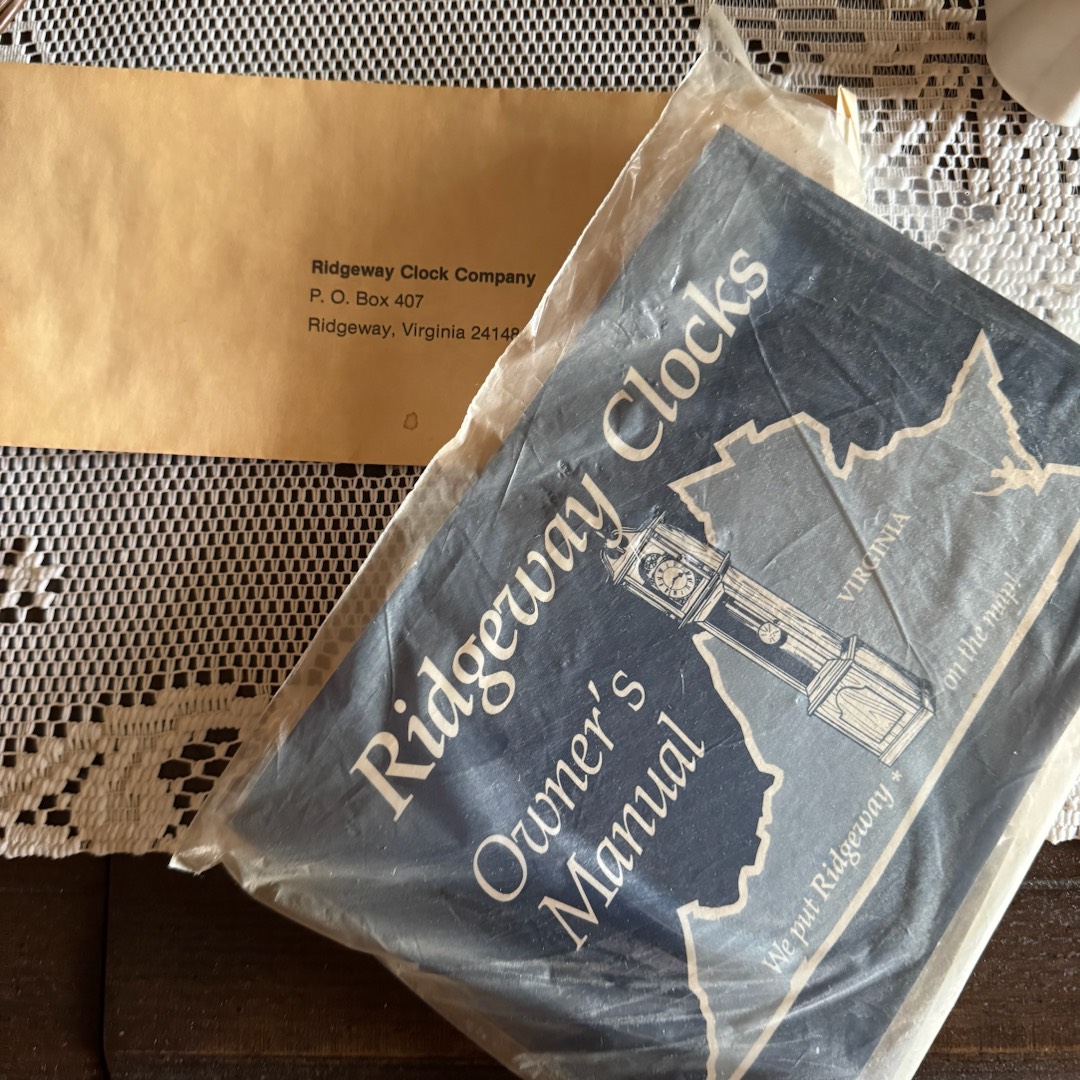 Ridgeway Clock Company
P. O. Box 407
Ridgeway, Virginia 24148
Ridgeway Clocks
Owner's
Manual
VIRGINIA
We put Ridgeway * on the map!